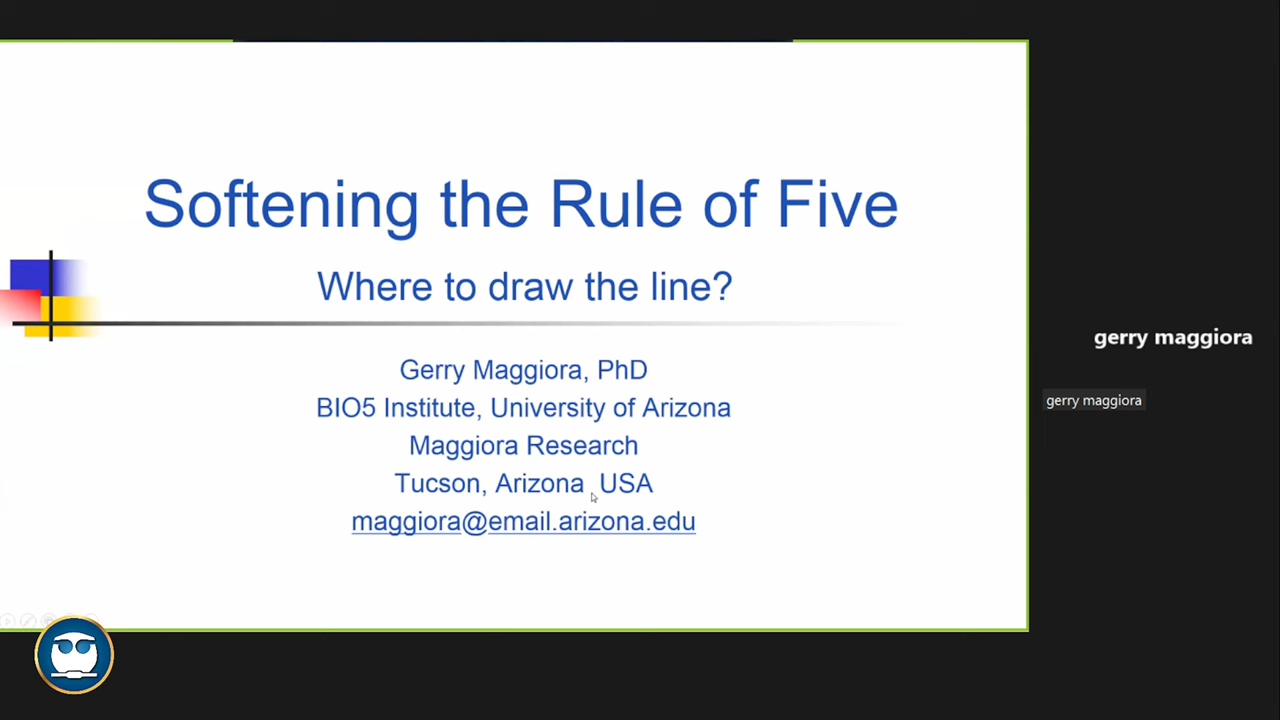 Softening the Rule of Five
Where to draw the line?
Gerry Maggiora, PhD
BIO5 Institute, University of Arizona
Maggiora Research
Tucson, Arizona USA
maggiora@email.arizona.edu
gerry maggiora
gerry maggiora